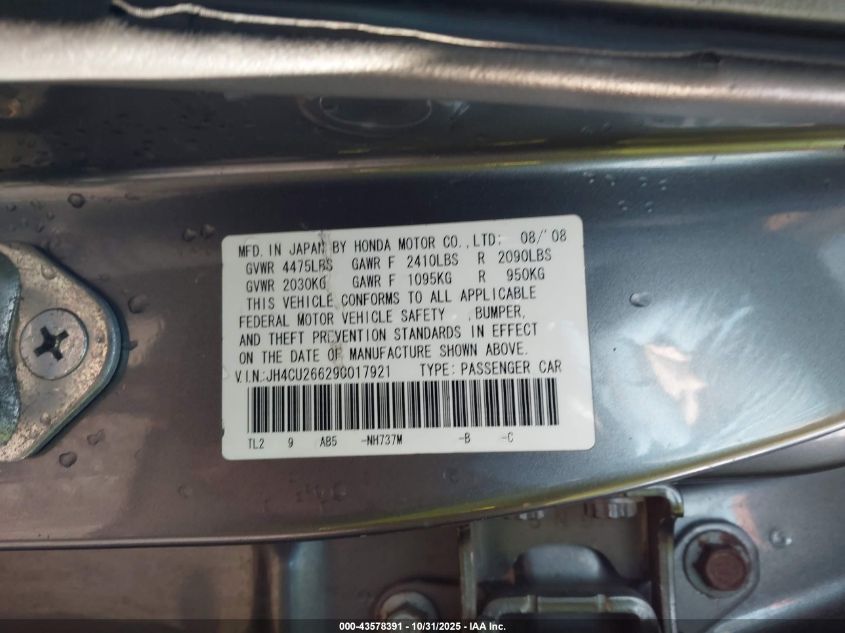 MFD. IN JAPAN BY HONDA MOTOR CO.,LTD; 08/'08
GVWR 4475LBS GAWR F 2410LBS R 2090LBS
GVWR 2030KG GAWR F 1095KG R 950KG
THIS VEHICLE CONFORMS TO ALL APPLICABLE
FEDERAL MOTOR VEHICLE SAFETY , BUMPER,
AND THEFT PREVENTION STANDARDS IN EFFECT
ON THE DATE OF MANUFACTURE SHOWN ABOVE.
V.I.N.:JH4CU26629C017921 TYPE: PASSENGER CAR
TL2 9 AB5 -NH737M -B -C
000-43578391 - 10/31/2025 - IAA Inc.